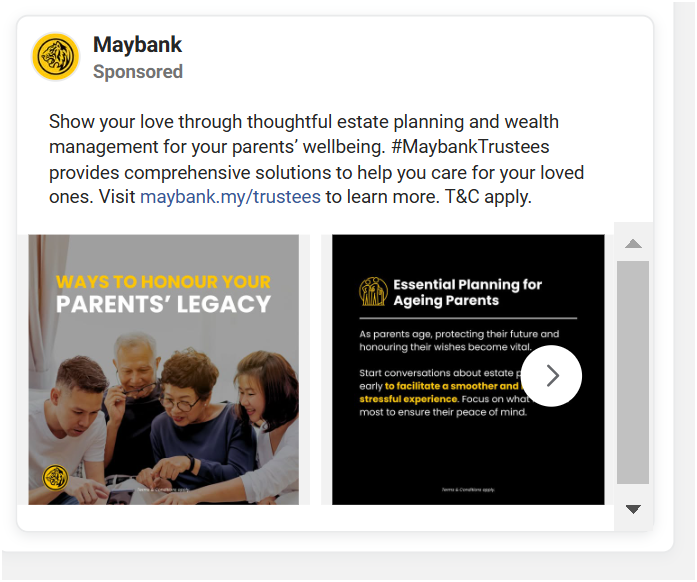 Maybank
Sponsored
Show your love through thoughtful estate planning and wealth
management for your parents’ wellbeing. #MaybankTrustees
provides comprehensive solutions to help you care for your loved
ones. Visit maybank.my/trustees to learn more. T&C apply.
WAYS TO HONOUR YOUR
PARENTS’ LEGACY
Terms & Conditions apply.
Essential Planning for
Ageing Parents
As parents age, protecting their future and
honouring their wishes become vital.
Start conversations about estate
early to facilitate a smoother and
stressful experience. Focus on what
most to ensure their peace of mind.
Terms & Conditions apply.